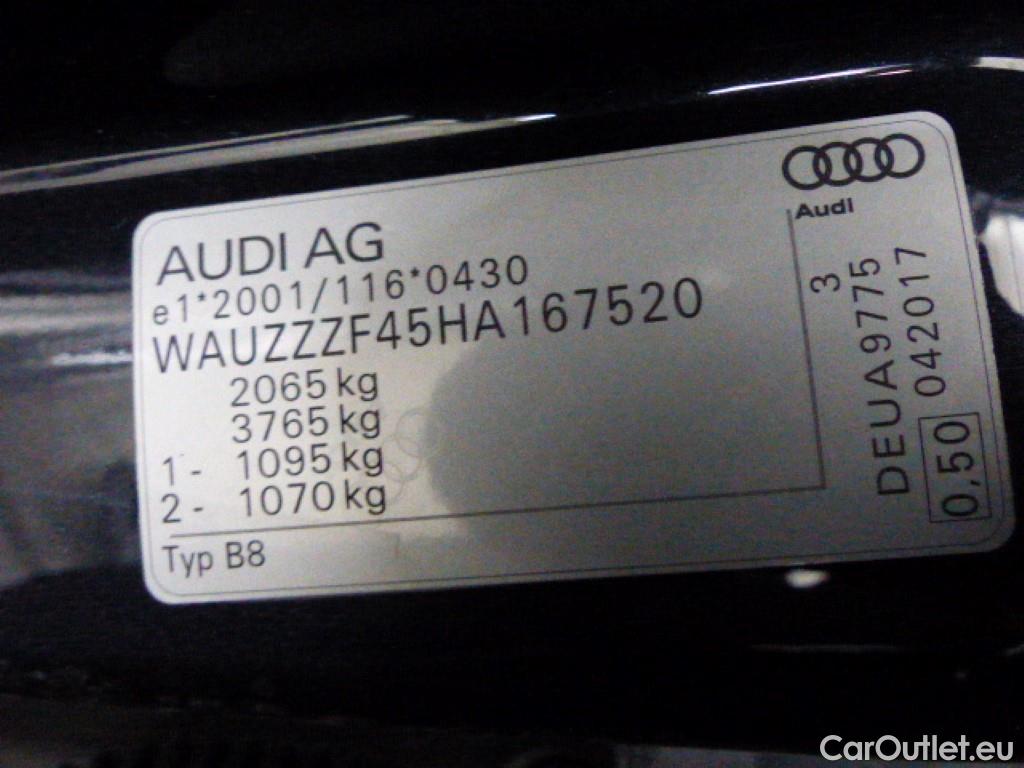 Audi
AUDI AG
e1*2001/116*0430
WAUZZZF45HA167520
2065 kg
3765 kg
1 - 1095 kg
2 - 1070 kg
Typ B8
3
DEUA9775
042017
0,50
CarOutlet.eu